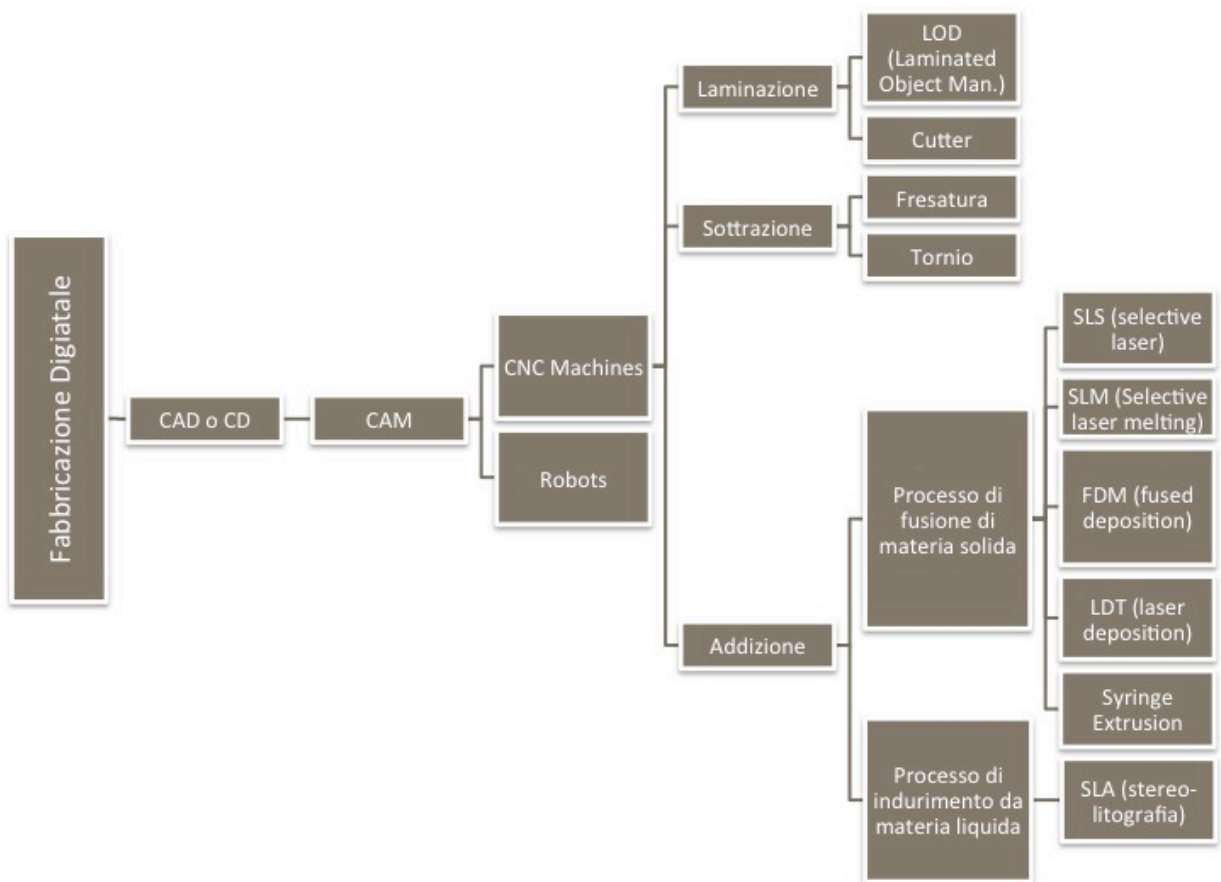 Fabbricazione Digiatale
CAD o CD
CAM
CNC Machines
Robots
Laminazione
LOD
(Laminated
Object Man.)
Cutter
Sottrazione
Fresatura
Tornio
Addizione
Processo di
fusione di
materia solida
SLS (selective
laser)
SLM (Selective
laser melting)
FDM (fused
deposition)
LDT (laser
deposition)
Syringe
Extrusion
Processo di
indurimento da
materia liquida
SLA (stereo-
litografia)